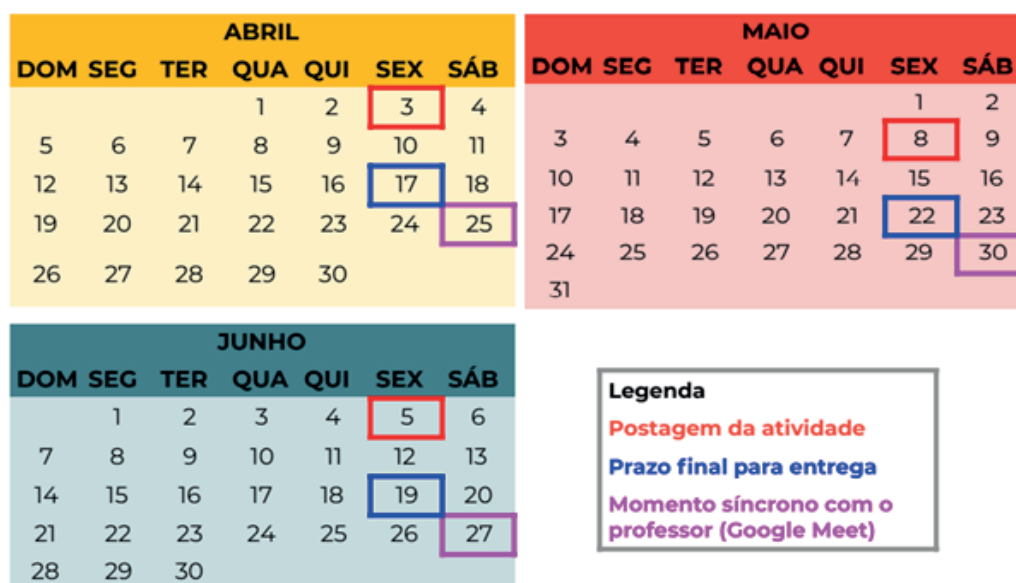 ABRIL
DOM SEG TER QUA QUI SEX SÁB
1 2 3 4
5 6 7 8 9 10 11
12 13 14 15 16 17 18
19 20 21 22 23 24 25
26 27 28 29 30
MAIO
DOM SEG TER QUA QUI SEX SÁB
1 2
3 4 5 6 7 8 9
10 11 12 13 14 15 16
17 18 19 20 21 22 23
24 25 26 27 28 29 30
31
JUNHO
DOM SEG TER QUA QUI SEX SÁB
1 2 3 4 5 6
7 8 9 10 11 12 13
14 15 16 17 18 19 20
21 22 23 24 25 26 27
28 29 30
Legenda
Postagem da atividade
Prazo final para entrega
Momento síncrono com o
professor (Google Meet)